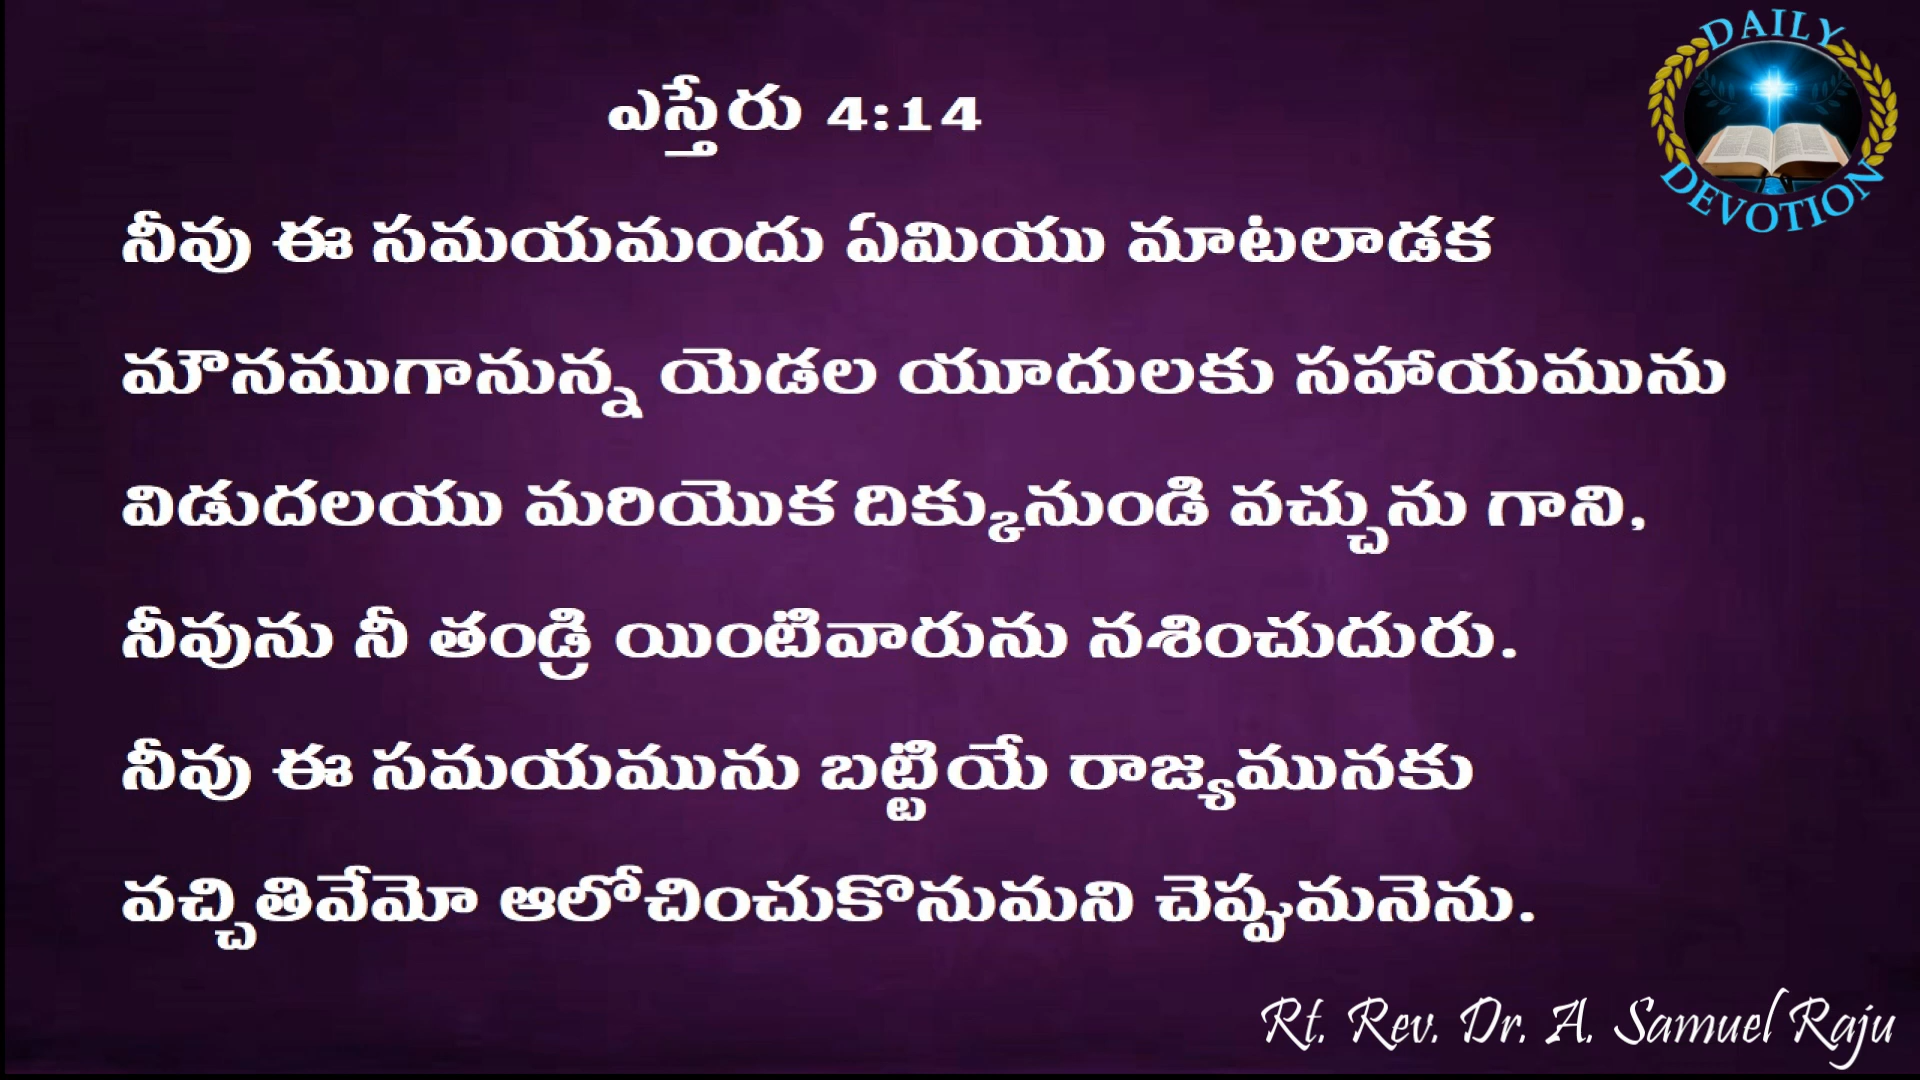 DAILY
DEVOTION
ఎస్తేరు 4:14
నీవు ఈ సమయమందు ఏమియు మాటలాడక
మౌనముగానున్న యెడల యూదులకు సహాయమును
విడుదలయు మరియొక దిక్కునుండి వచ్చును గాని,
నీవును నీ తండ్రి యింటివారును నశించుదురు.
నీవు ఈ సమయమును బట్టియే రాజ్యమునకు
వచ్చితివేమో ఆలోచించుకొనుమని చెప్పుమనెను.
Rt. Rev. Dr. A. Samuel Raju